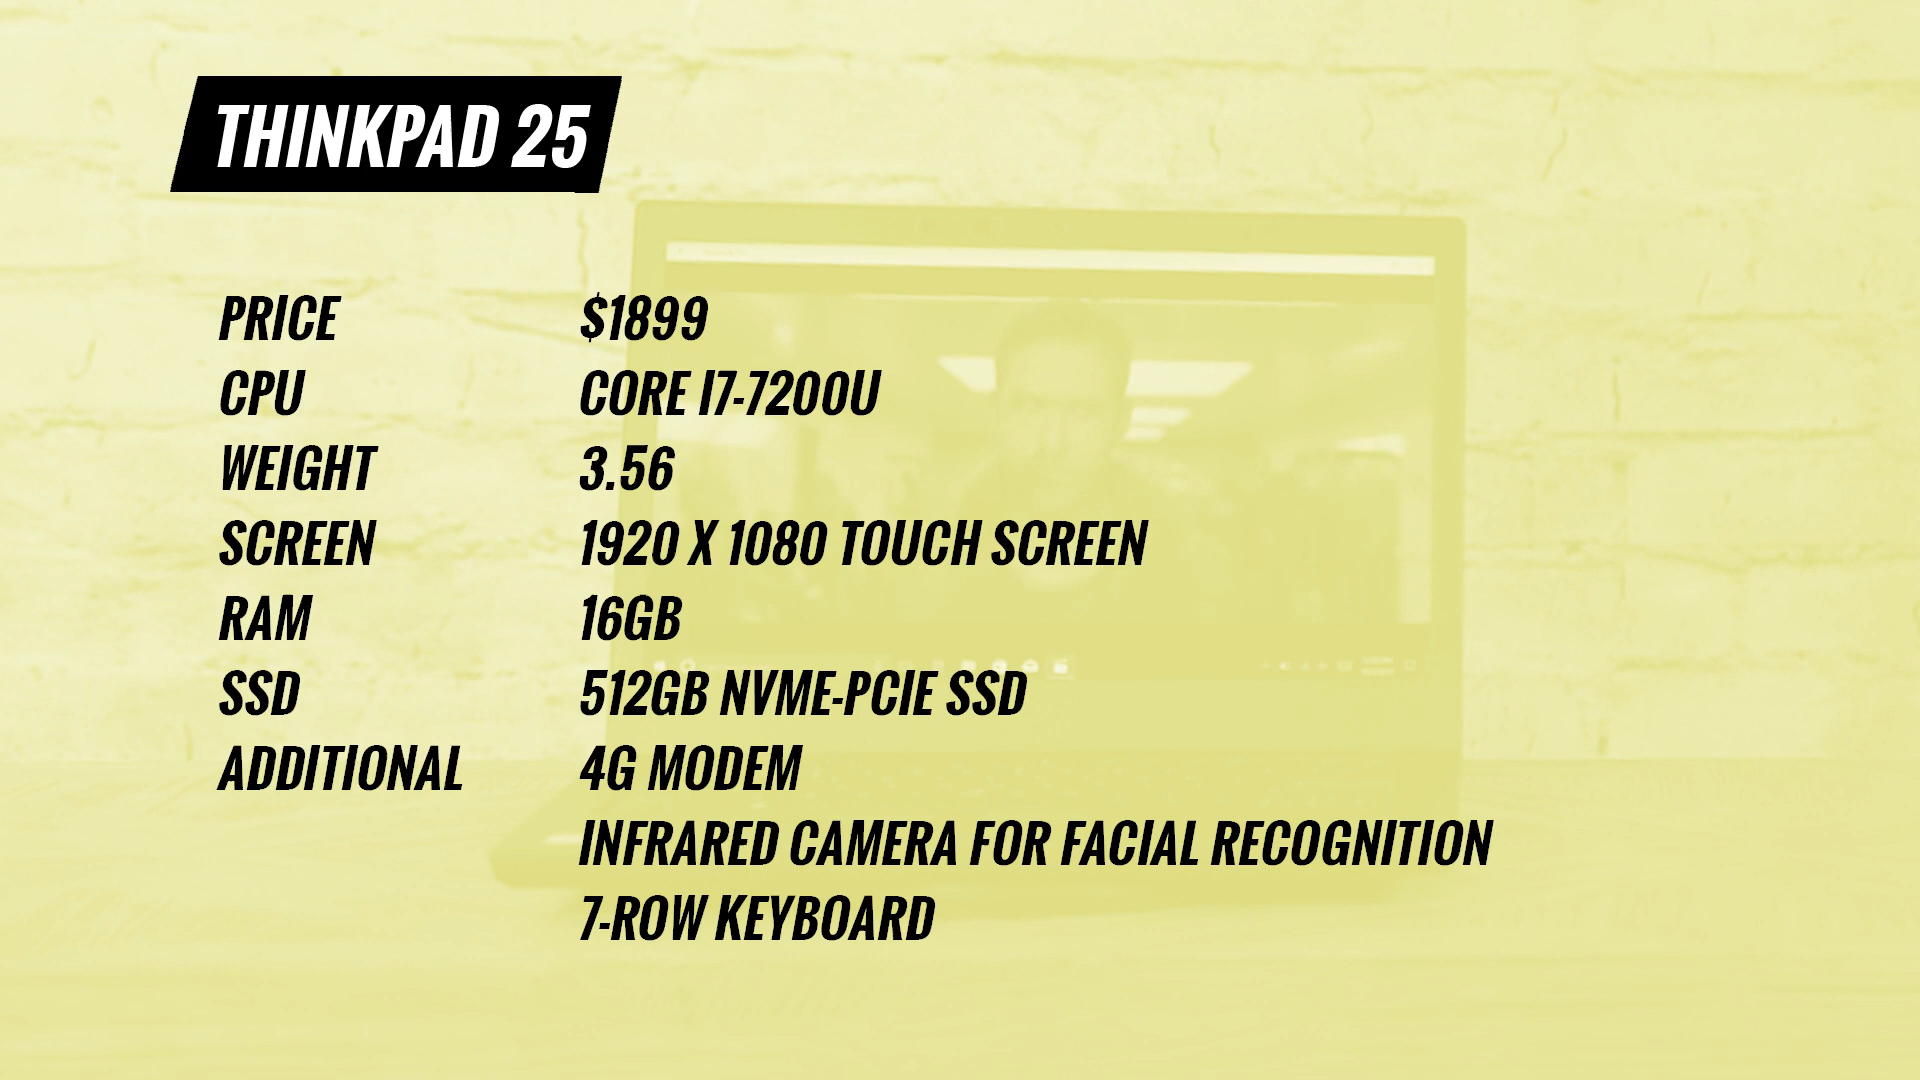 THINKPAD 25
PRICE $1899
CPU CORE I7-7200U
WEIGHT 3.56
SCREEN 1920 X 1080 TOUCH SCREEN
RAM 16GB
SSD 512GB NVME-PCIE SSD
ADDITIONAL 4G MODEM
INFRARED CAMERA FOR FACIAL RECOGNITION
7-ROW KEYBOARD